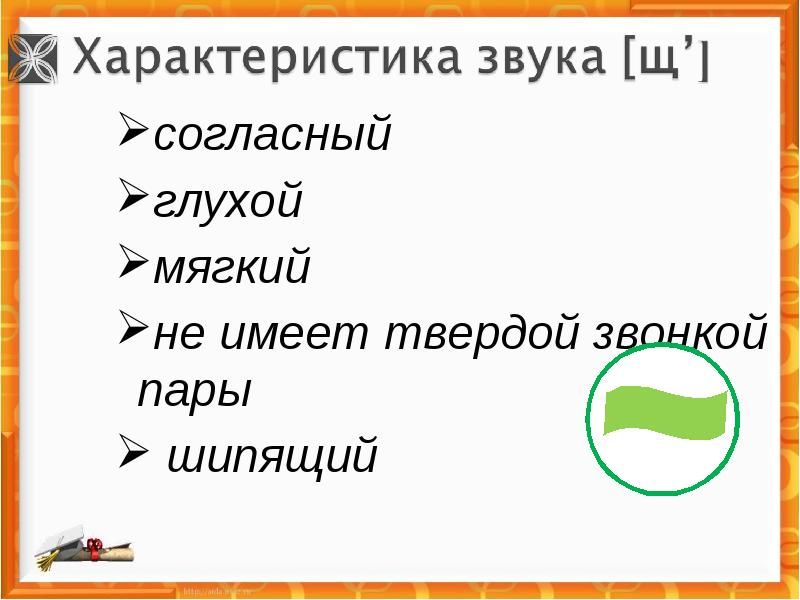 Характеристика звука [щ’]
согласный
глухой
мягкий
не имеет твердой звонкой
пары
шипящий